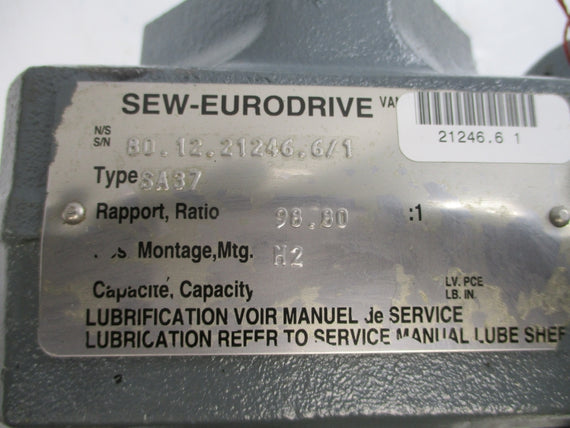 SEW-EURODRIVE
21246.6 1
N/S
S/N 80.12.21246.6/1
Type SA37
Rapport, Ratio 98.80 :1
Montage,Mtg. H2
Capacité, Capacity LV. PCE
LB. IN.
LUBRIFICATION VOIR MANUEL de SERVICE
LUBRICATION REFER TO SERVICE MANUAL LUBE